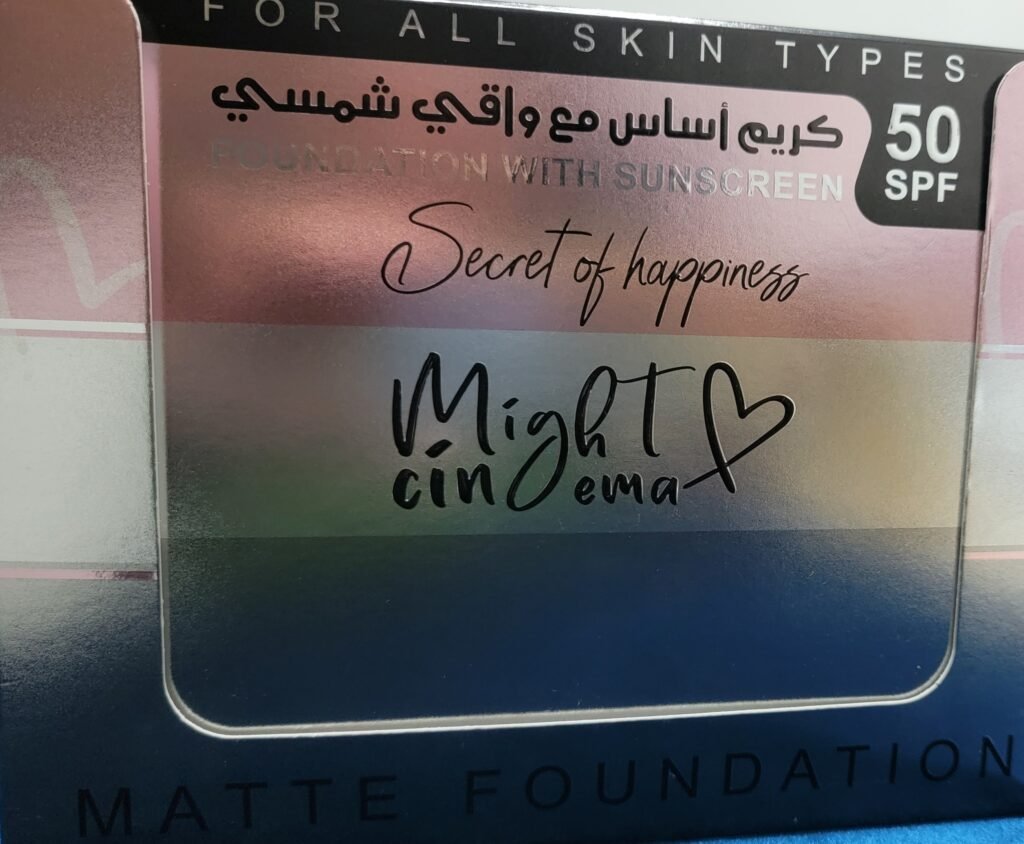 FOR ALL SKIN TYPES
كريم أساس مع واقي شمسي
50
SPF
FOUNDATION WITH SUNSCREEN
Secret of happiness
Might
cinema
MATTE FOUNDATION